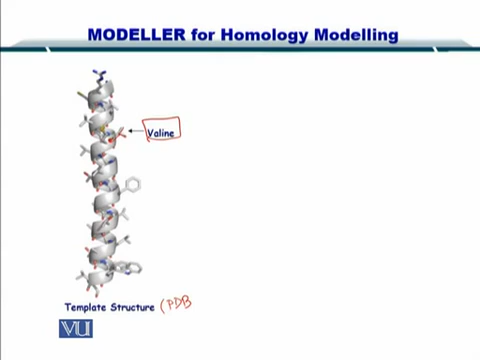 MODELLER for Homology Modelling
Valine
Template Structure (PDB
VU